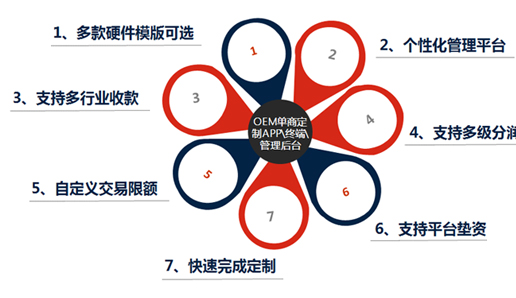 1、多款硬件模版可选
2、个性化管理平台
3、支持多行业收款
4、支持多级分润
5、自定义交易限额
6、支持平台垫资
7、快速完成定制
1
2
3
4
5
6
7
OEM单商定
制APP\终端\
管理后台